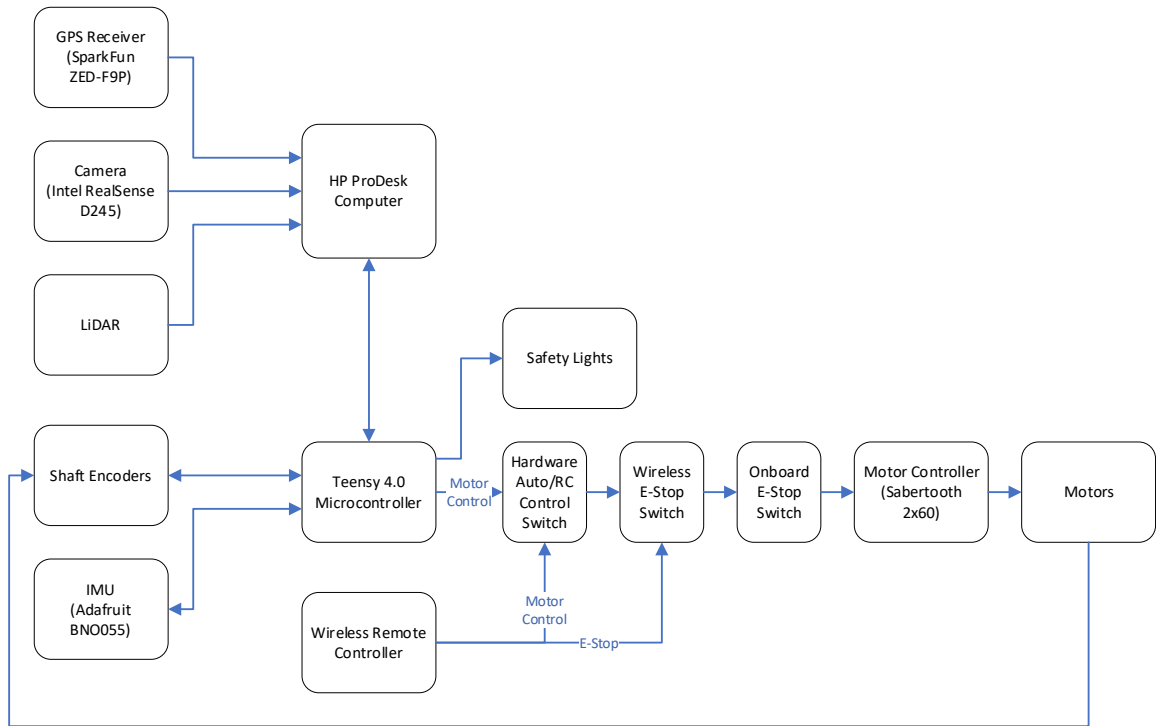 GPS Receiver
(SparkFun
ZED-F9P)
Camera
(Intel RealSense
D245)
HP ProDesk
Computer
LiDAR
Safety Lights
Shaft Encoders
Teensy 4.0
Microcontroller
Motor
Control
Hardware
Auto/RC
Control
Switch
Wireless
E-Stop
Switch
Onboard
E-Stop
Switch
Motor Controller
(Sabertooth
2x60)
Motors
IMU
(Adafruit
BNO055)
Wireless Remote
Controller
Motor
Control
E-Stop